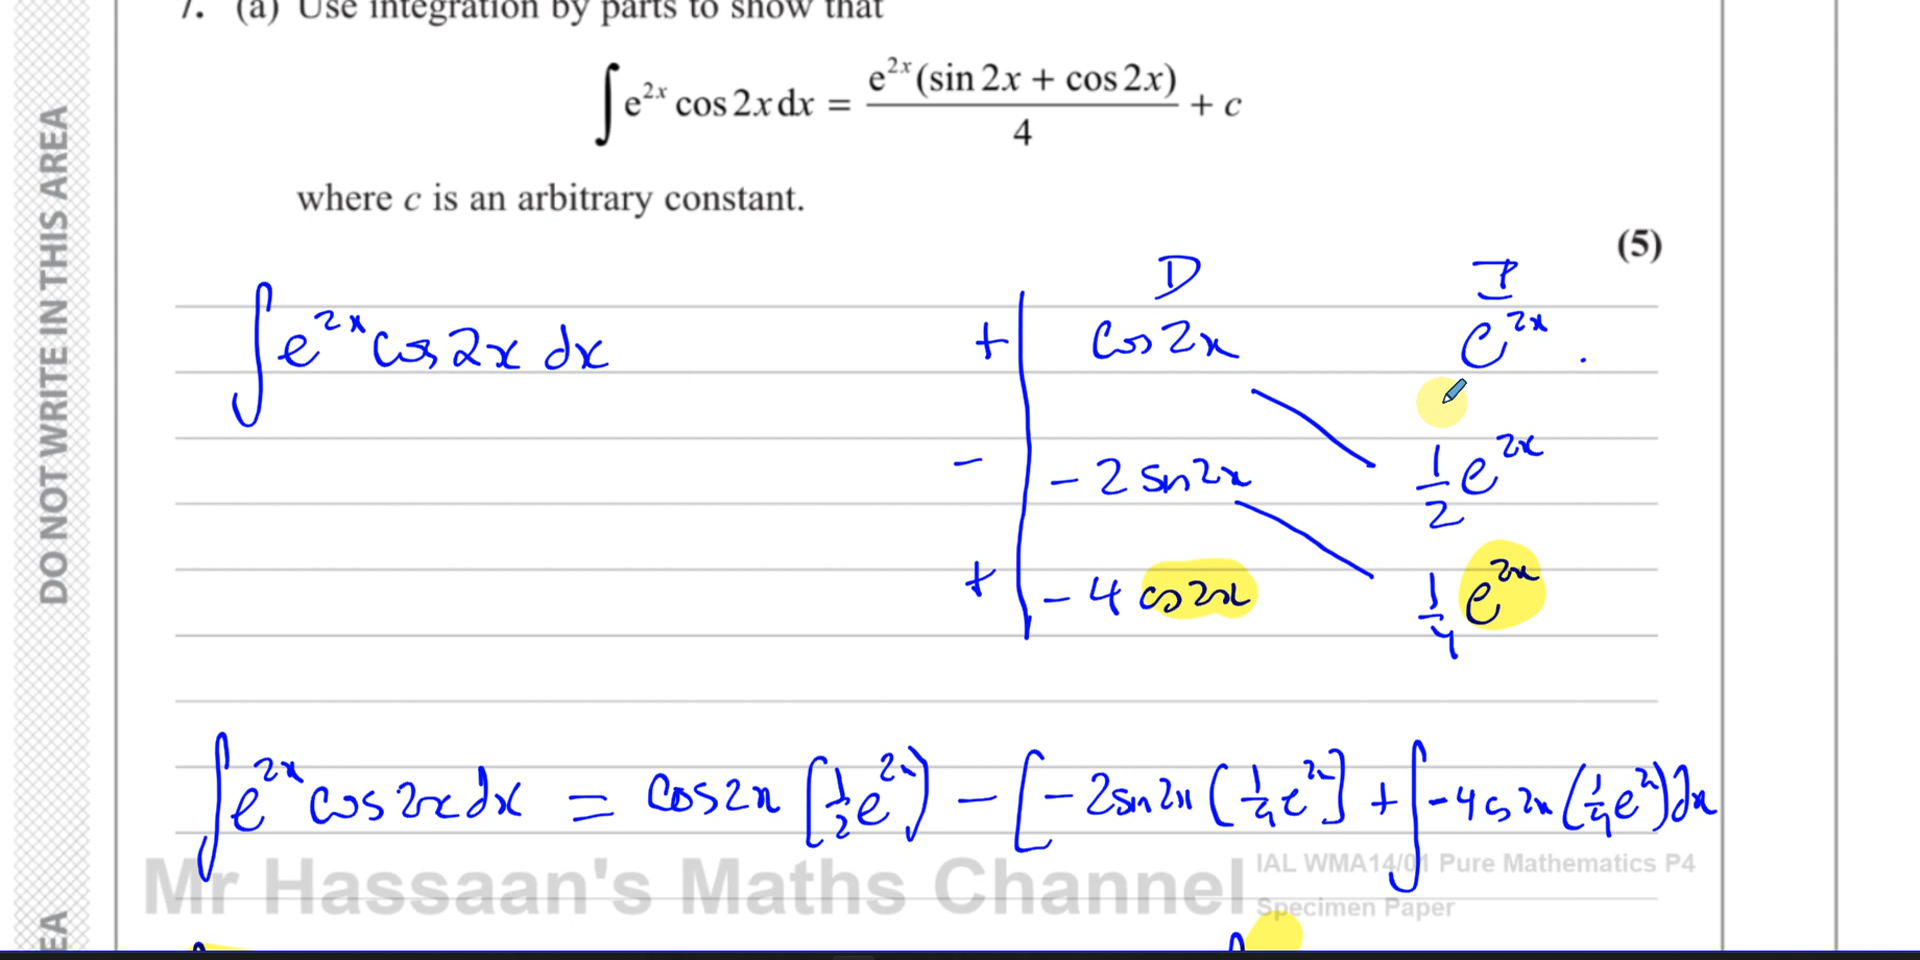 7. (a) Use integration by parts to show that
∫ e^{2x} cos 2x dx = e^{2x}(sin 2x + cos 2x) / 4 + c
where c is an arbitrary constant.
(5)
D I
∫ e^{2x} cos 2x dx + cos 2x e^{2x} .
- - 2 sin 2x 1/2 e^{2x}
+ - 4 cos 2x 1/4 e^{2x}
∫ e^{2x} cos 2x dx = cos 2x [1/2 e^{2x}) - [- 2 sin 2x (1/4 e^{2x}] + ∫ -4 cos 2x (1/4 e^{2x}) dx
Mr Hassaan's Maths Channel
IAL WMA14/01 Pure Mathematics P4
Specimen Paper
DO NOT WRITE IN THIS AREA
EA